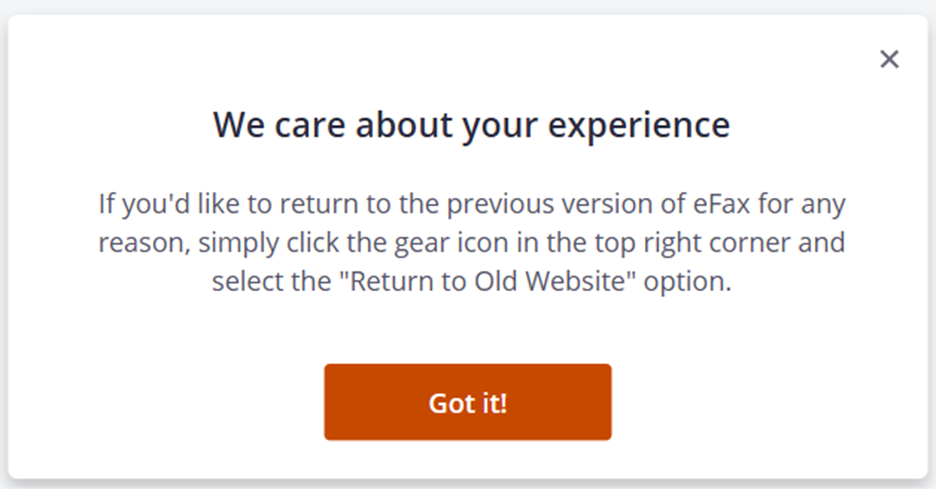 We care about your experience
If you'd like to return to the previous version of eFax for any
reason, simply click the gear icon in the top right corner and
select the "Return to Old Website" option.
Got it!